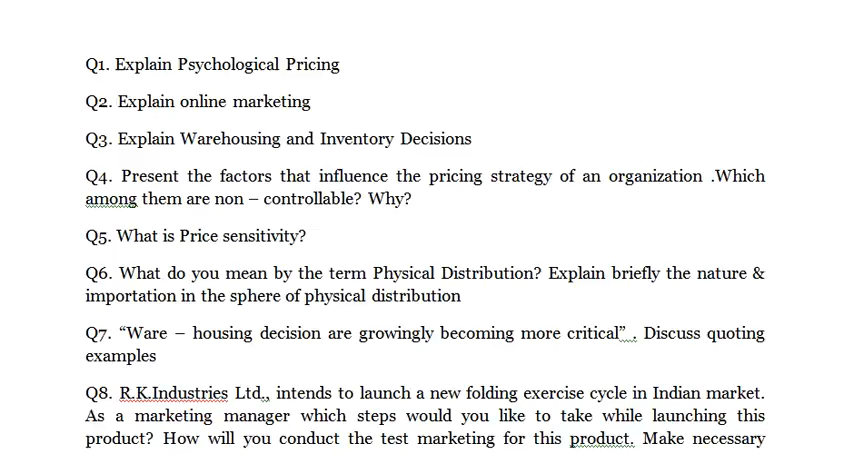 Q1. Explain Psychological Pricing
Q2. Explain online marketing
Q3. Explain Warehousing and Inventory Decisions
Q4. Present the factors that influence the pricing strategy of an organization .Which
among them are non – controllable? Why?
Q5. What is Price sensitivity?
Q6. What do you mean by the term Physical Distribution? Explain briefly the nature &
importation in the sphere of physical distribution
Q7. “Ware – housing decision are growingly becoming more critical” . Discuss quoting
examples
Q8. R.K.Industries Ltd., intends to launch a new folding exercise cycle in Indian market.
As a marketing manager which steps would you like to take while launching this
product? How will you conduct the test marketing for this product. Make necessary